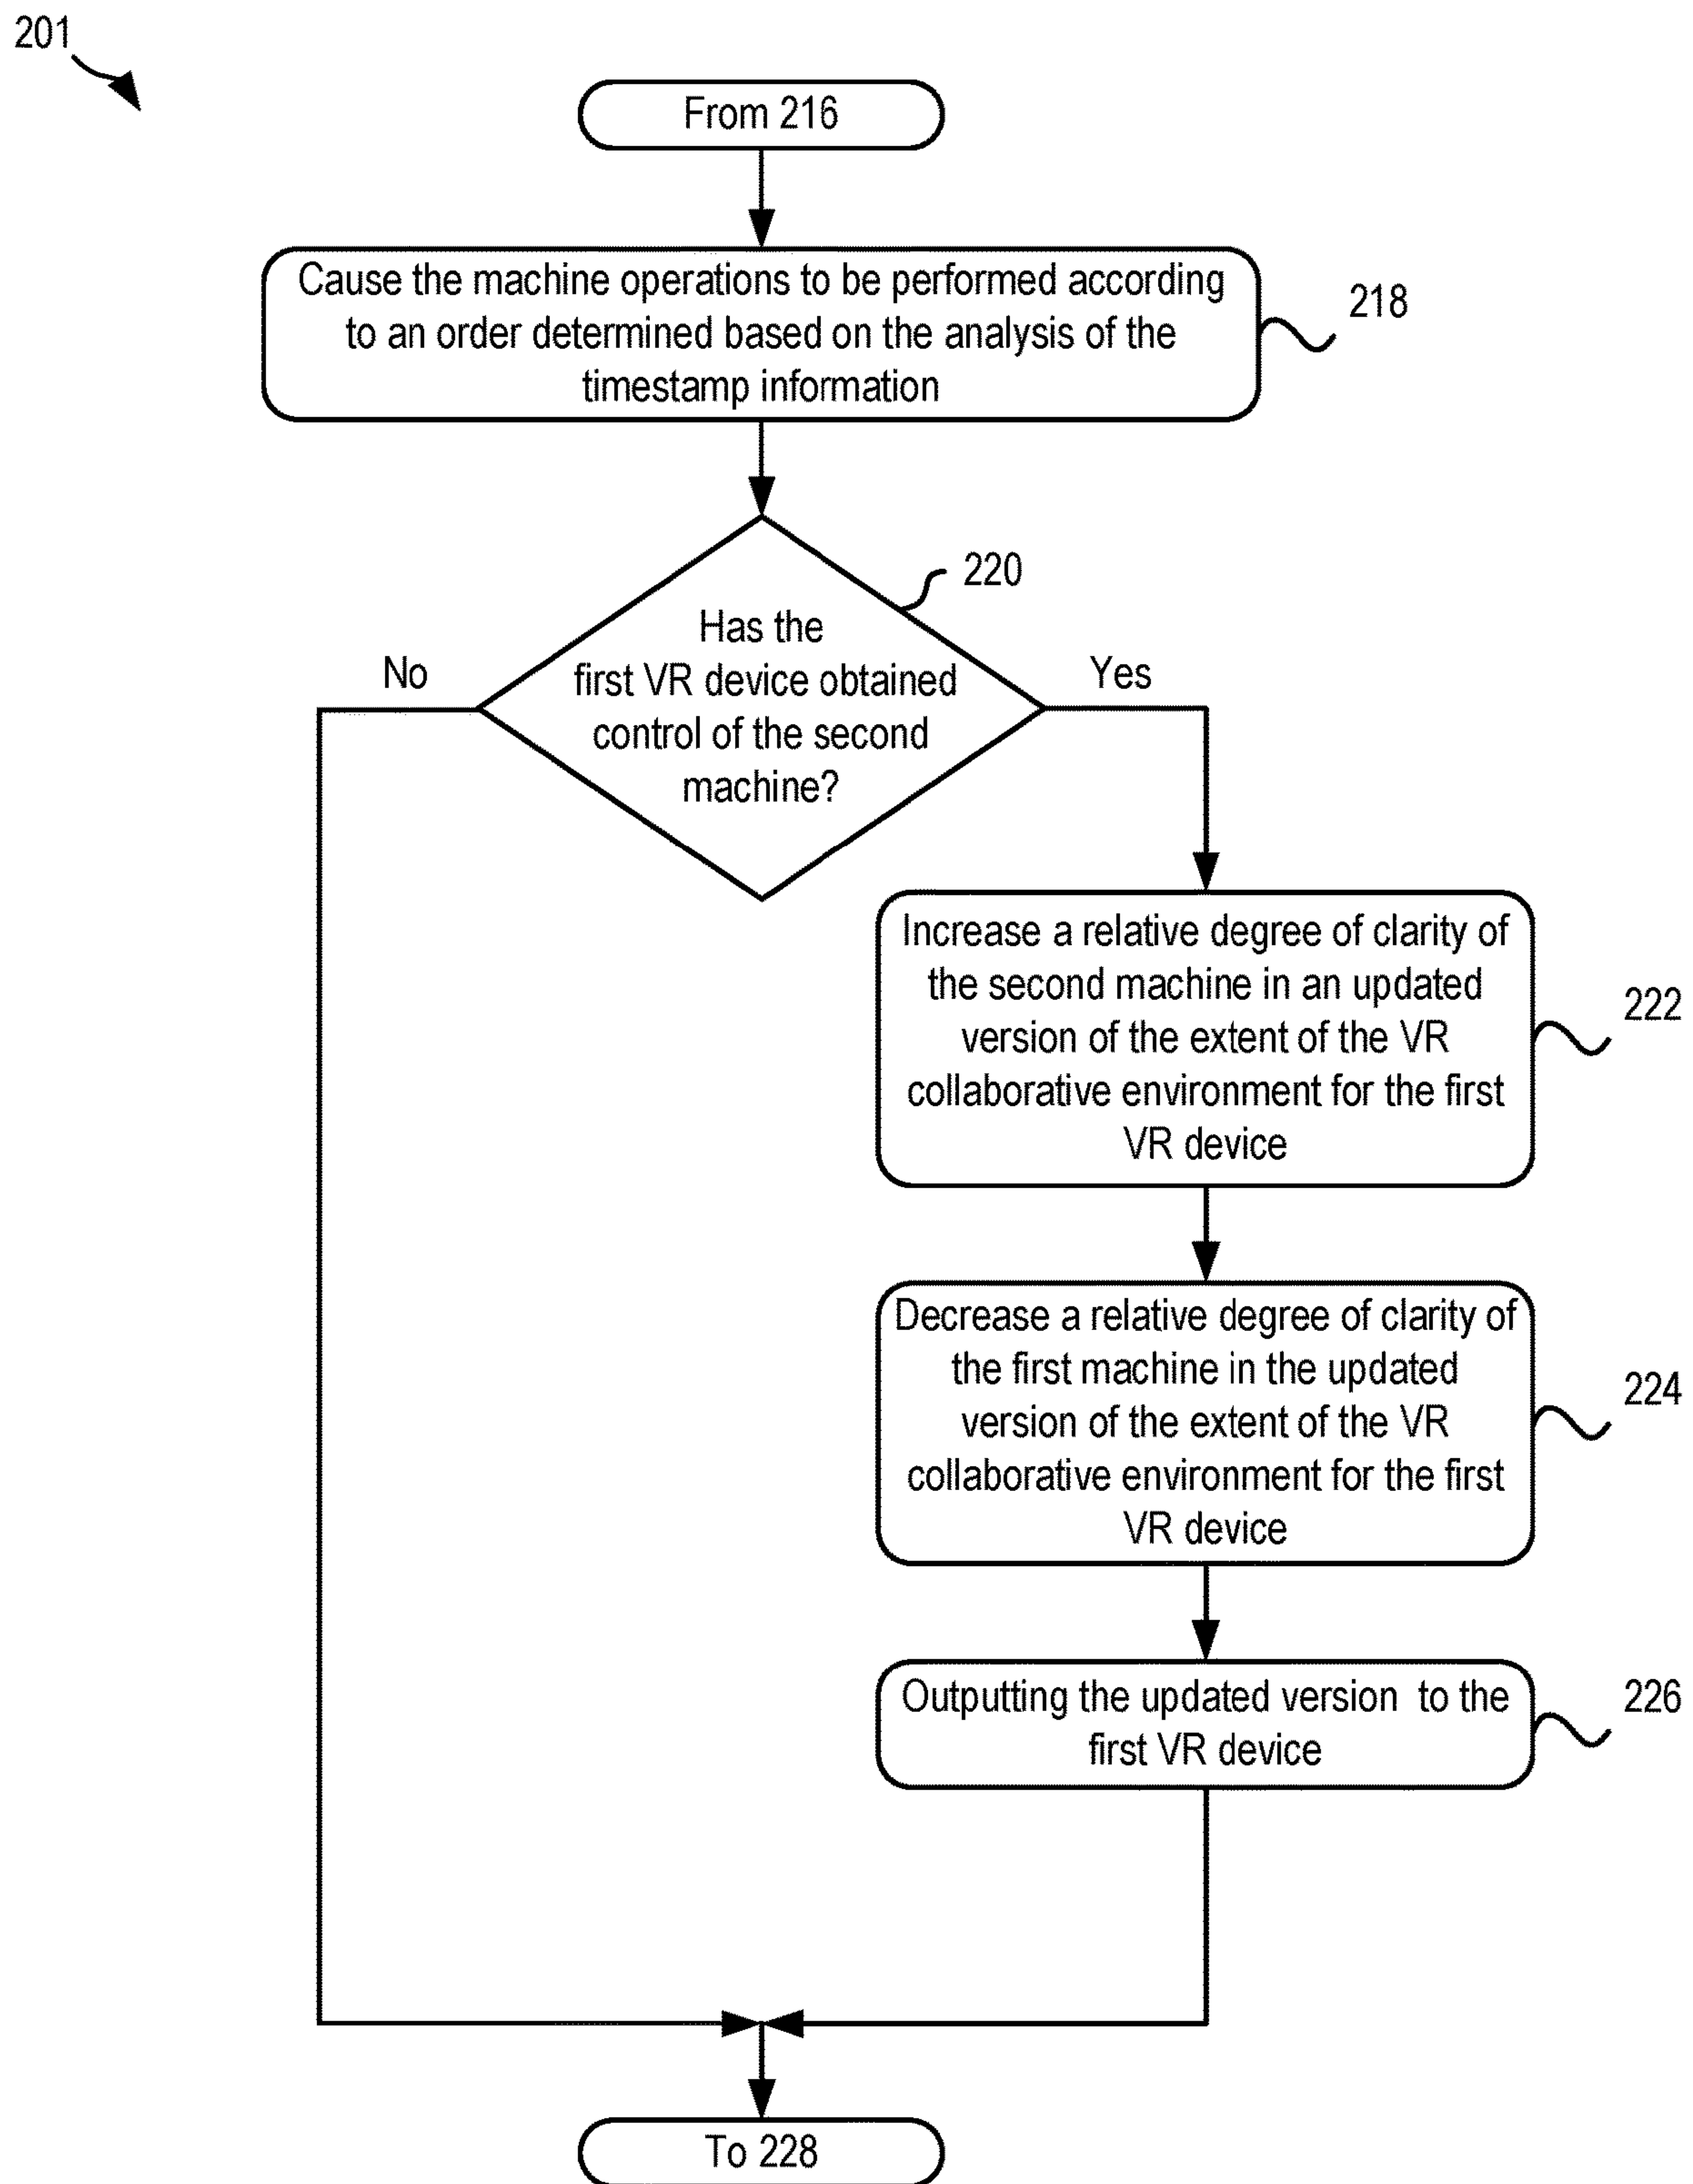 201
From 216
Cause the machine operations to be performed according
to an order determined based on the analysis of the
timestamp information
218
220
Has the
first VR device obtained
control of the second
machine?
No
Yes
Increase a relative degree of clarity of
the second machine in an updated
version of the extent of the VR
collaborative environment for the first
VR device
222
Decrease a relative degree of clarity of
the first machine in the updated
version of the extent of the VR
collaborative environment for the first
VR device
224
Outputting the updated version to the
first VR device
226
To 228